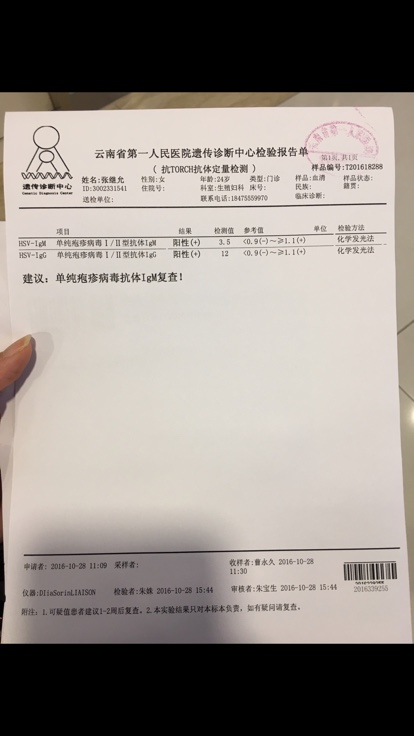 云南省第一人民医院遗传诊断中心检验报告单
( 抗TORCH抗体定量检测 )
第1页,共1页
遗传诊断中心
Genetic Diagnosis Center
样品编号:T201618288
姓名:张继允 性别:女 年龄:24岁 类型:门诊 样品:血清 样品状态:
ID:3002331541 住院号: 科室:生殖妇科 床号: 民族: 籍贯:
送检单位: 联系电话:18475559970 临床诊断:
项目 结果 检测值 参考值 单位 检验方法
HSV-IgM 单纯疱疹病毒Ⅰ/Ⅱ型抗体IgM 阳性(+) 3.5 <0.9(-)~≥1.1(+) 化学发光法
HSV-IgG 单纯疱疹病毒Ⅰ/Ⅱ型抗体IgG 阳性(+) 12 <0.9(-)~≥1.1(+) 化学发光法
建议: 单纯疱疹病毒抗体IgM复查!
申请者: 2016-10-28 11:09 采样者: 收样者:曹永久 2016-10-28
11:30
仪器:DIieSorinLIAISON 检验者:朱姝 2016-10-28 15:44 审核者:朱宝生 2016-10-28 15:44
2016339255
附注: 1.可疑值患者建议1-2周后复查。2.本实验结果只对本标本负责, 如有疑问请复查。